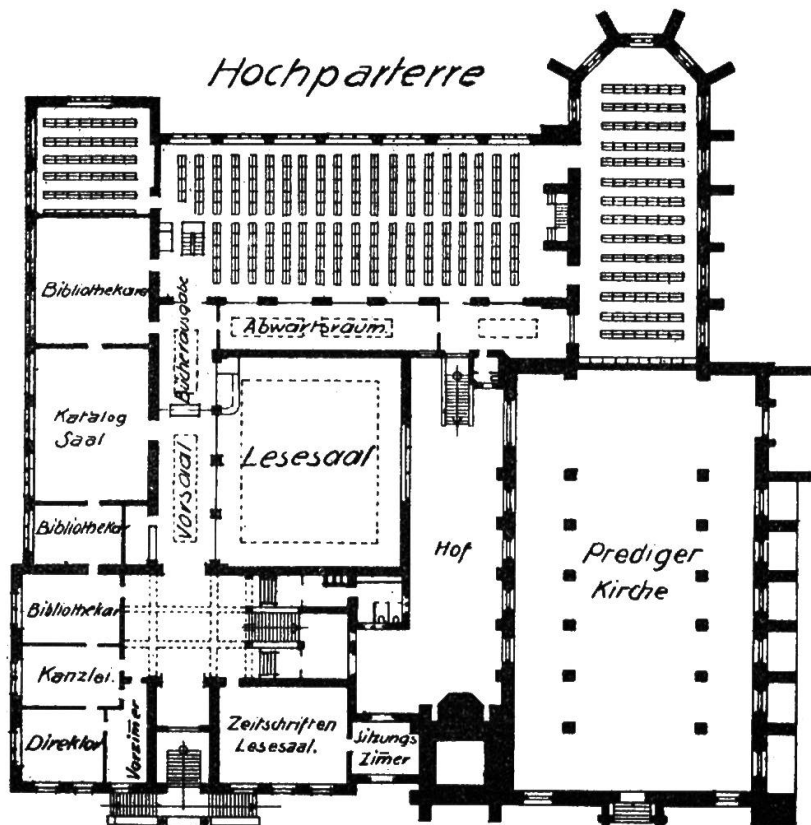 Hochparterre
Bibliothekare
Bücherausgabe
Abwartsraum.
Katalog
Saal
Vorsaal
Lesesaal
Bibliothekar
Hof
Prediger
Kirche
Bibliothekar
Kanzlei.
Direktor
Vorzimer
Zeitschriften
Lesesaal.
Sitzungs
Zimer